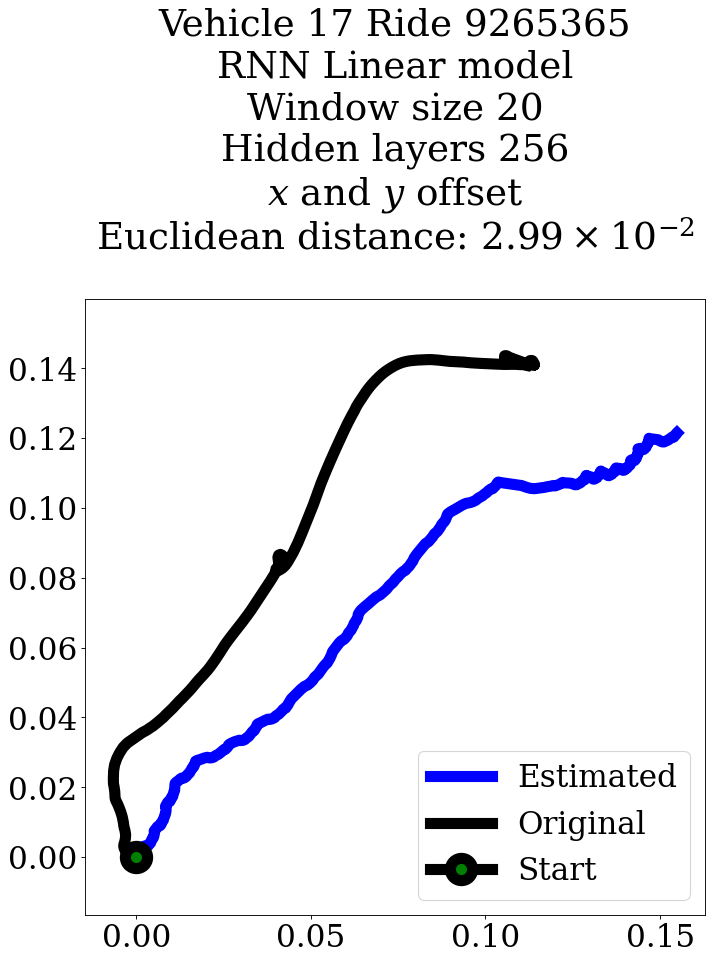 Vehicle 17 Ride 9265365
RNN Linear model
Window size 20
Hidden layers 256
x and y offset
Euclidean distance: 2.99 × 10⁻²
0.14
0.12
0.10
0.08
0.06
0.04
0.02
0.00
Estimated
Original
Start
0.00 0.05 0.10 0.15